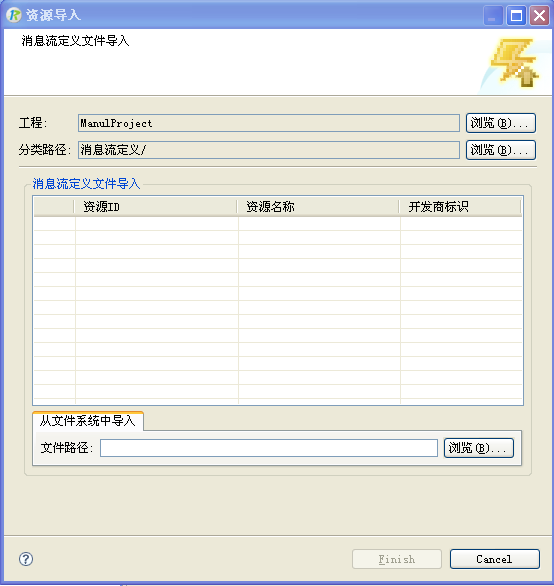 资源导入
消息流定义文件导入
工程: ManulProject 浏览(B)...
分类路径: 消息流定义/ 浏览(B)...
消息流定义文件导入
资源ID 资源名称 开发商标识
从文件系统中导入
文件路径: 浏览(B)...
Finish Cancel